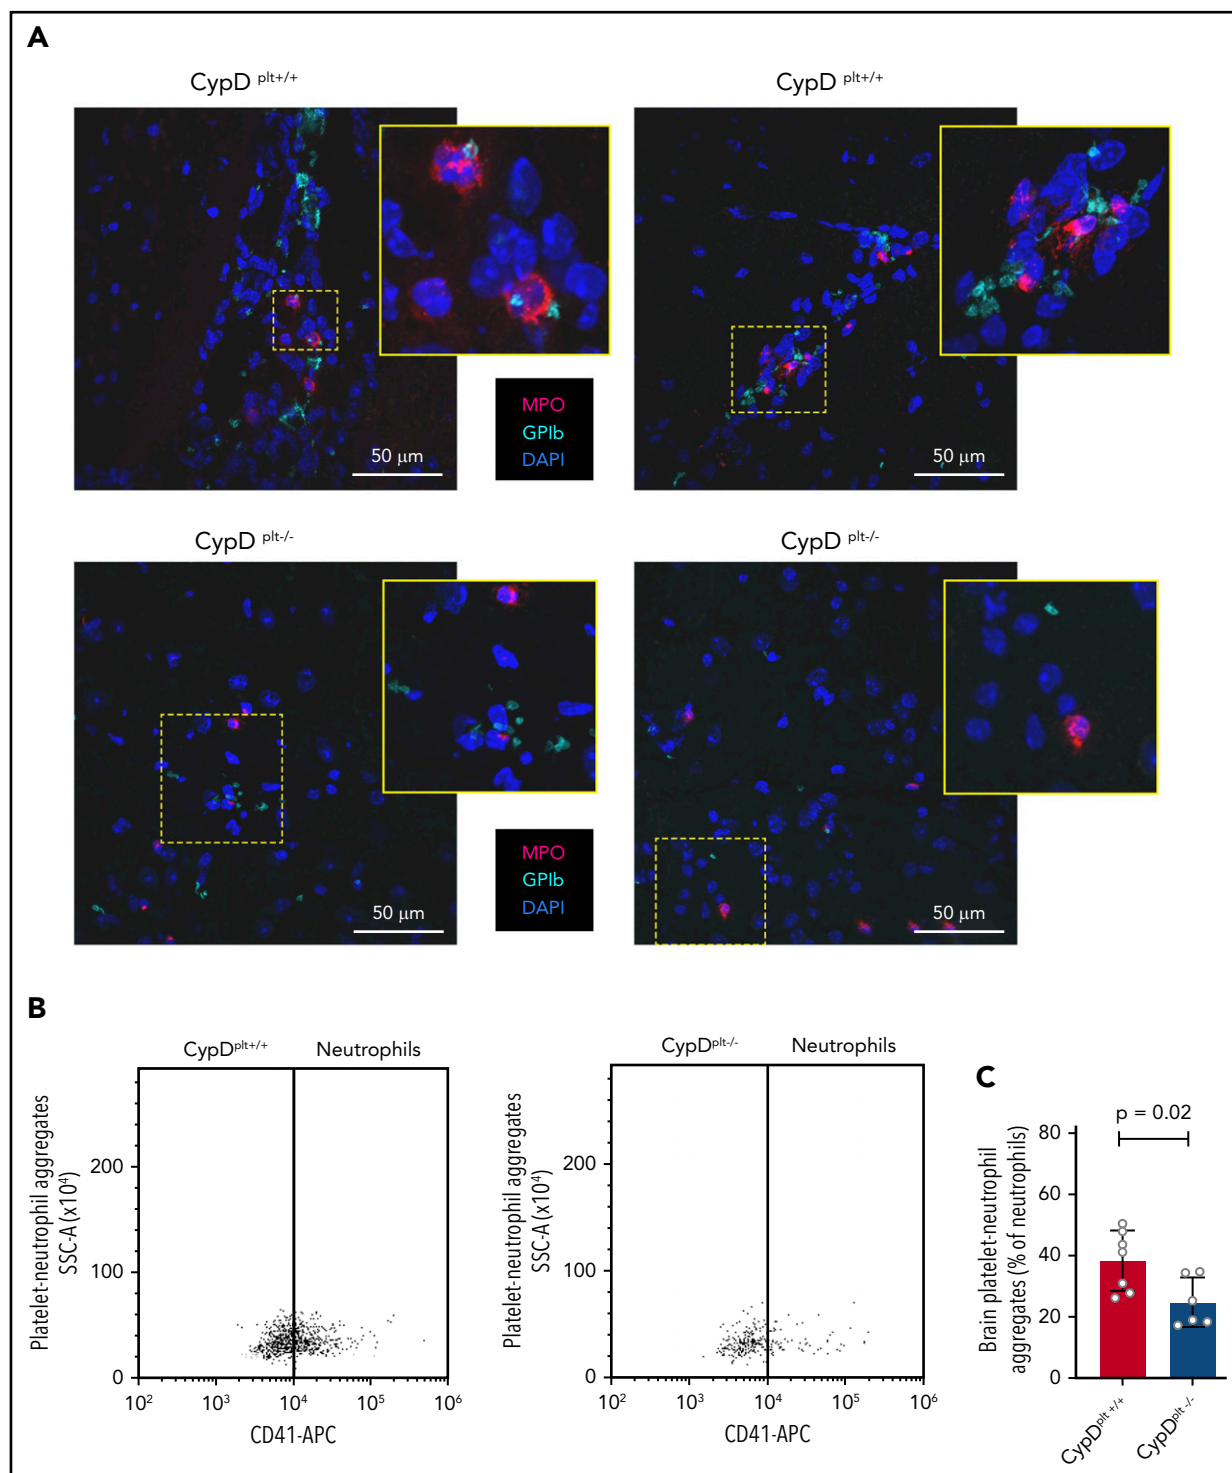 A
CypD plt+/+
CypD plt+/+
MPO
GPIb
DAPI
50 μm
50 μm
CypD plt-/-
CypD plt-/-
MPO
GPIb
DAPI
50 μm
50 μm
B
CypDplt+/+
Neutrophils
Platelet-neutrophil aggregates
SSC-A (x10⁴)
200
100
0
10² 10³ 10⁴ 10⁵ 10⁶
CD41-APC
CypDplt-/-
Neutrophils
Platelet-neutrophil aggregates
SSC-A (x10⁴)
200
100
0
10² 10³ 10⁴ 10⁵ 10⁶
CD41-APC
C
p = 0.02
Brain platelet-neutrophil
aggregates (% of neutrophils)
80
60
40
20
0
CypDplt +/+
CypDplt -/-